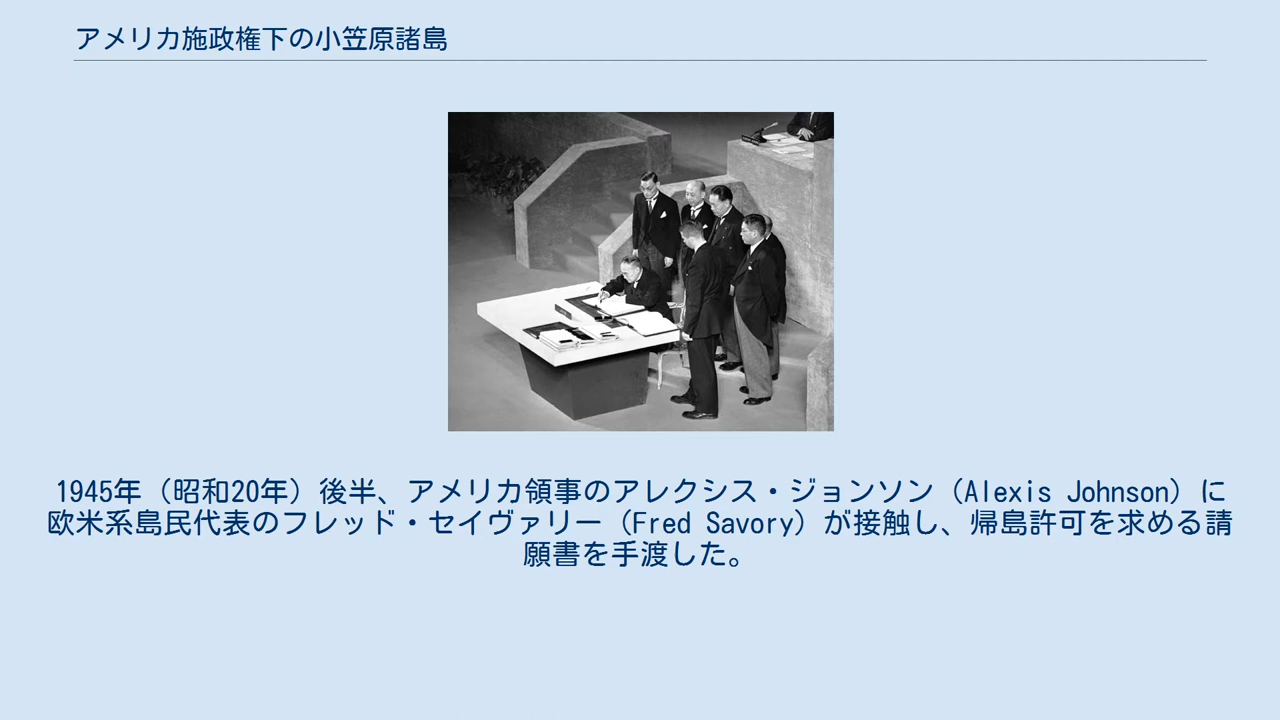 アメリカ施政権下の小笠原諸島
1945年（昭和20年）後半、アメリカ領事のアレクシス・ジョンソン（Alexis Johnson）に
欧米系島民代表のフレッド・セイヴァリー（Fred Savory）が接触し、帰島許可を求める請
願書を手渡した。